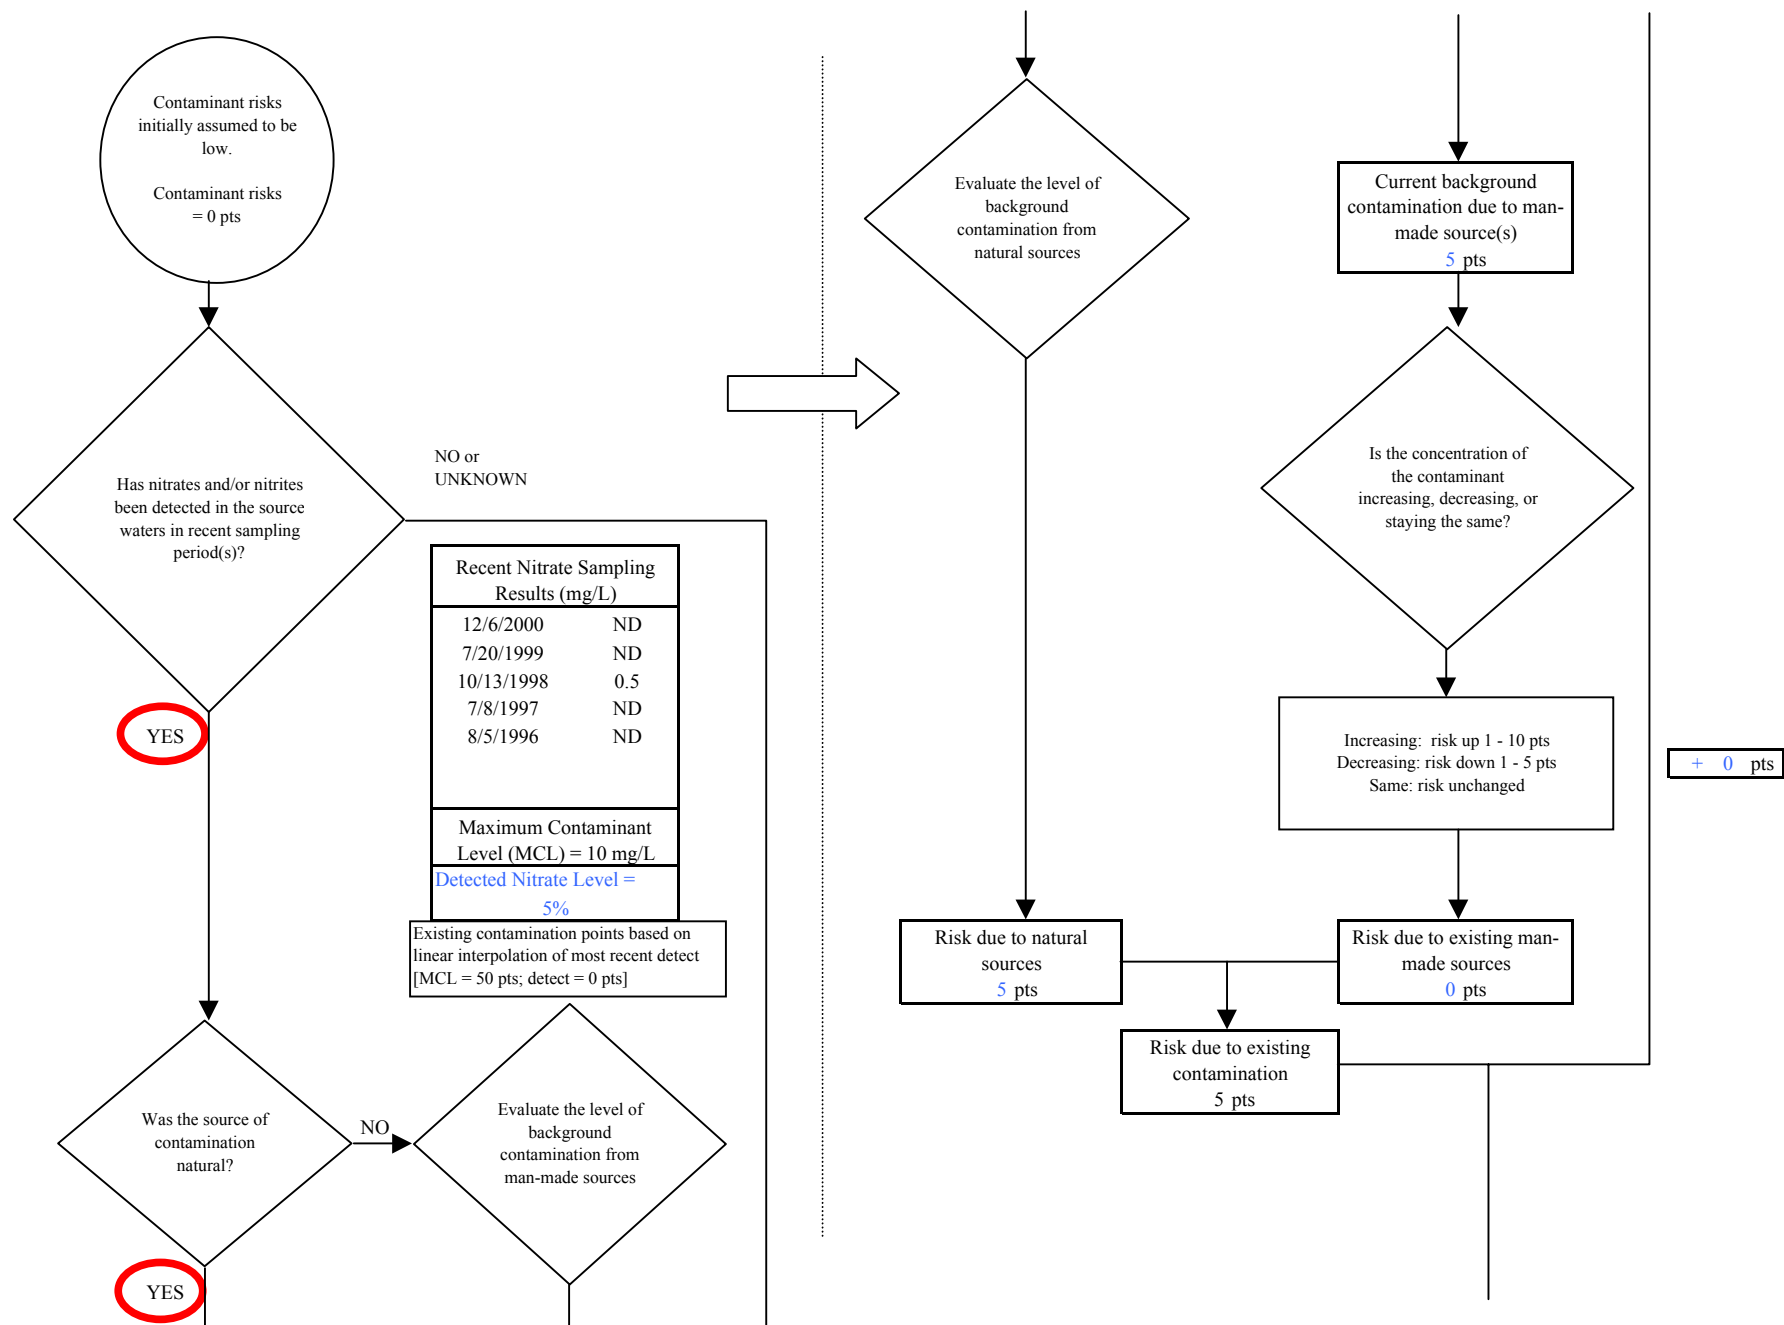 Contaminant risks
initially assumed to be
low.
Contaminant risks
= 0 pts
Has nitrates and/or nitrites
been detected in the source
waters in recent sampling
period(s)?
NO or
UNKNOWN
YES
Recent Nitrate Sampling
Results (mg/L)
12/6/2000 ND
7/20/1999 ND
10/13/1998 0.5
7/8/1997 ND
8/5/1996 ND
Maximum Contaminant
Level (MCL) = 10 mg/L
Detected Nitrate Level =
5%
Existing contamination points based on
linear interpolation of most recent detect
[MCL = 50 pts; detect = 0 pts]
Was the source of
contamination
natural?
NO
YES
Evaluate the level of
background
contamination from
man-made sources
Evaluate the level of
background
contamination from
natural sources
Current background
contamination due to man-
made source(s)
5 pts
Is the concentration of
the contaminant
increasing, decreasing, or
staying the same?
Increasing: risk up 1 - 10 pts
Decreasing: risk down 1 - 5 pts
Same: risk unchanged
+ 0 pts
Risk due to natural
sources
5 pts
Risk due to existing man-
made sources
0 pts
Risk due to existing
contamination
5 pts